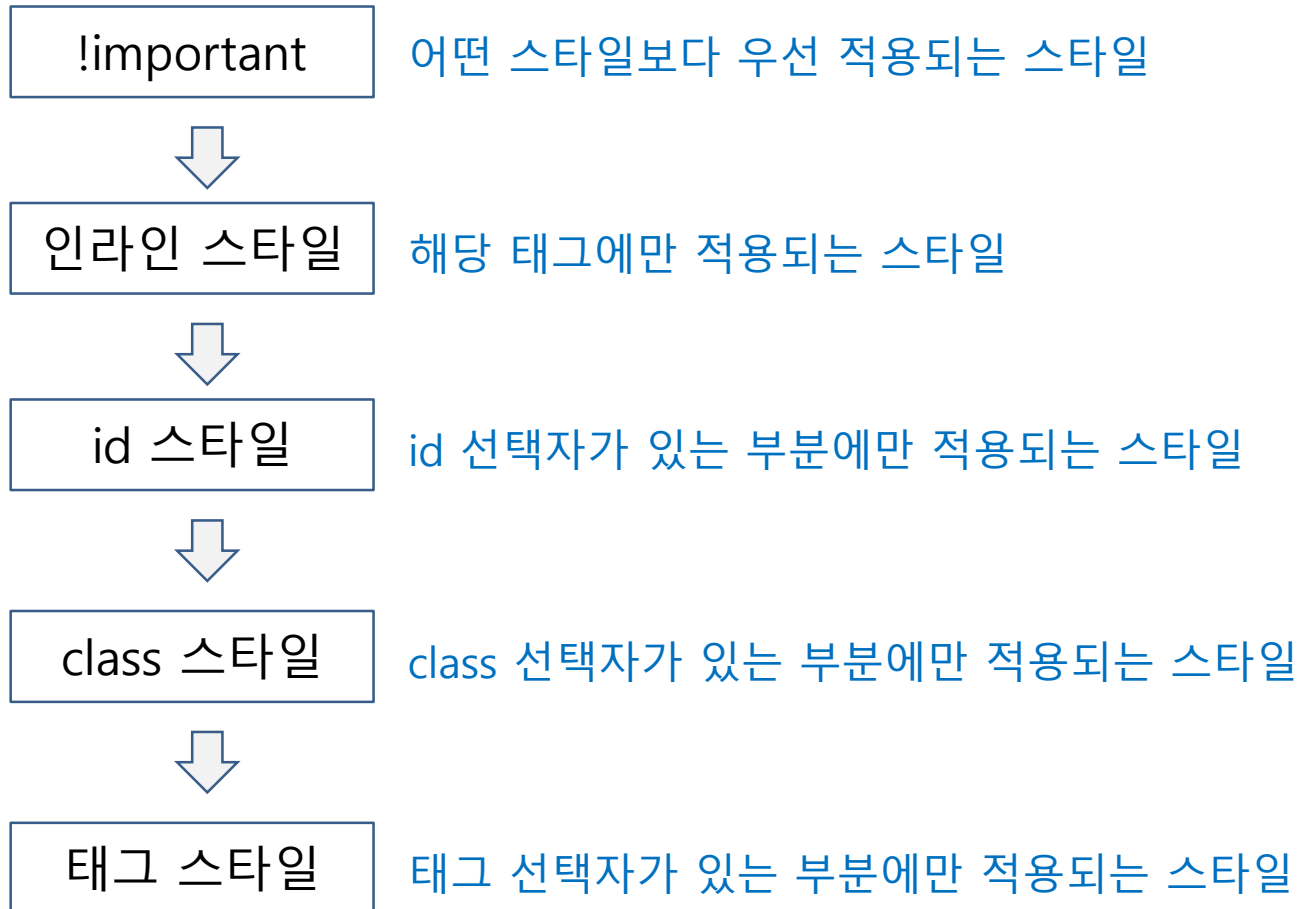 !important
어떤 스타일보다 우선 적용되는 스타일
인라인 스타일
해당 태그에만 적용되는 스타일
id 스타일
id 선택자가 있는 부분에만 적용되는 스타일
class 스타일
class 선택자가 있는 부분에만 적용되는 스타일
태그 스타일
태그 선택자가 있는 부분에만 적용되는 스타일